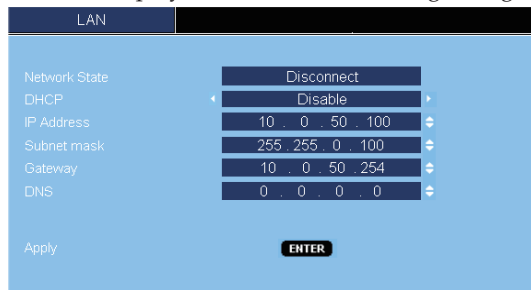 LAN
Network State Disconnect
DHCP Disable
IP Address 10 . 0 . 50 . 100
Subnet mask 255 . 255 . 0 . 100
Gateway 10 . 0 . 50 . 254
DNS 0 . 0 . 0 . 0
Apply ENTER